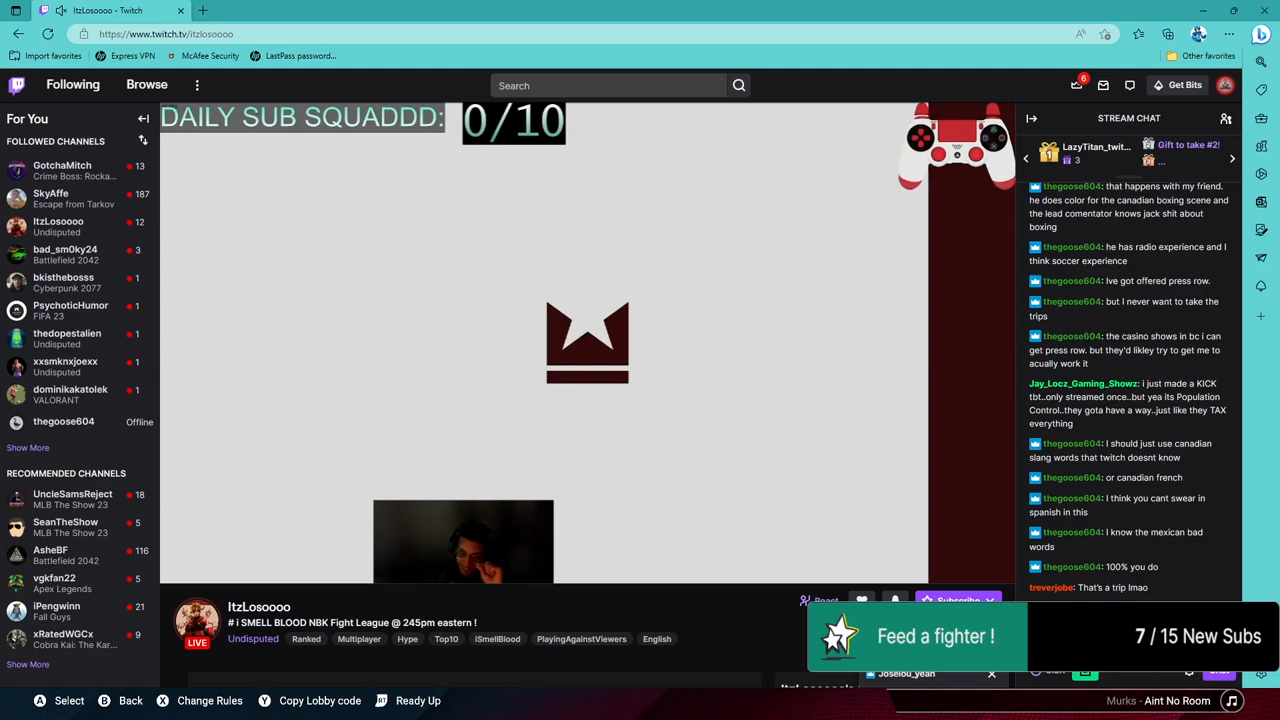 ItzLosoooo - Twitch
https://www.twitch.tv/itzlosoooo
Import favorites
Express VPN
McAfee Security
LastPass password...
Other favorites
Following
Browse
Search
6
Get Bits
For You
FOLLOWED CHANNELS
GotchaMitch
13
Crime Boss: Rocka...
SkyAffe
187
Escape from Tarkov
ItzLosoooo
12
Undisputed
bad_sm0ky24
3
Battlefield 2042
bkisthebosss
1
Cyberpunk 2077
PsychoticHumor
1
FIFA 23
thedopestalien
1
Undisputed
xxsmknjoexx
1
Undisputed
dominikakatolek
1
VALORANT
thegoose604
Offline
Show More
RECOMMENDED CHANNELS
UncleSamsReject
18
MLB The Show 23
SeanTheShow
5
MLB The Show 23
AsheBF
116
Battlefield 2042
vgkfan22
5
Apex Legends
iPengwinn
21
Fall Guys
xRatedWGCx
9
Cobra Kai: The Kar...
Show More
DAILY SUB SQUADDD:
0/10
LIVE
ItzLosoooo
# i SMELL BLOOD NBK Fight League @ 245pm eastern !
Undisputed
Ranked
Multiplayer
Hype
Top10
iSmellBlood
PlayingAgainstViewers
English
React
Subscribe
STREAM CHAT
1
LazyTitan_twit...
3
Gift to take #2!
...
thegoose604: that happens with my friend.
he does color for the canadian boxing scene and
the lead comentator knows jack shit about
boxing
thegoose604: he has radio experience and I
think soccer experience
thegoose604: Ive got offered press row.
thegoose604: but I never want to take the
trips
thegoose604: the casino shows in bc i can
get press row. but they'd likley try to get me to
acually work it
Jay_Locz_Gaming_Showz: i just made a KICK
tbt..only streamed once..but yea its Population
Control..they gota have a way..just like they TAX
everything
thegoose604: I should just use canadian
slang words that twitch doesnt know
thegoose604: or canadian french
thegoose604: I think you cant swear in
spanish in this
thegoose604: I know the mexican bad
words
thegoose604: 100% you do
treverjobe: That's a trip lmao
Feed a fighter !
7 / 15 New Subs
Joselou_yeah
A Select
B Back
X Change Rules
Y Copy Lobby code
RT Ready Up
Murks - Aint No Room